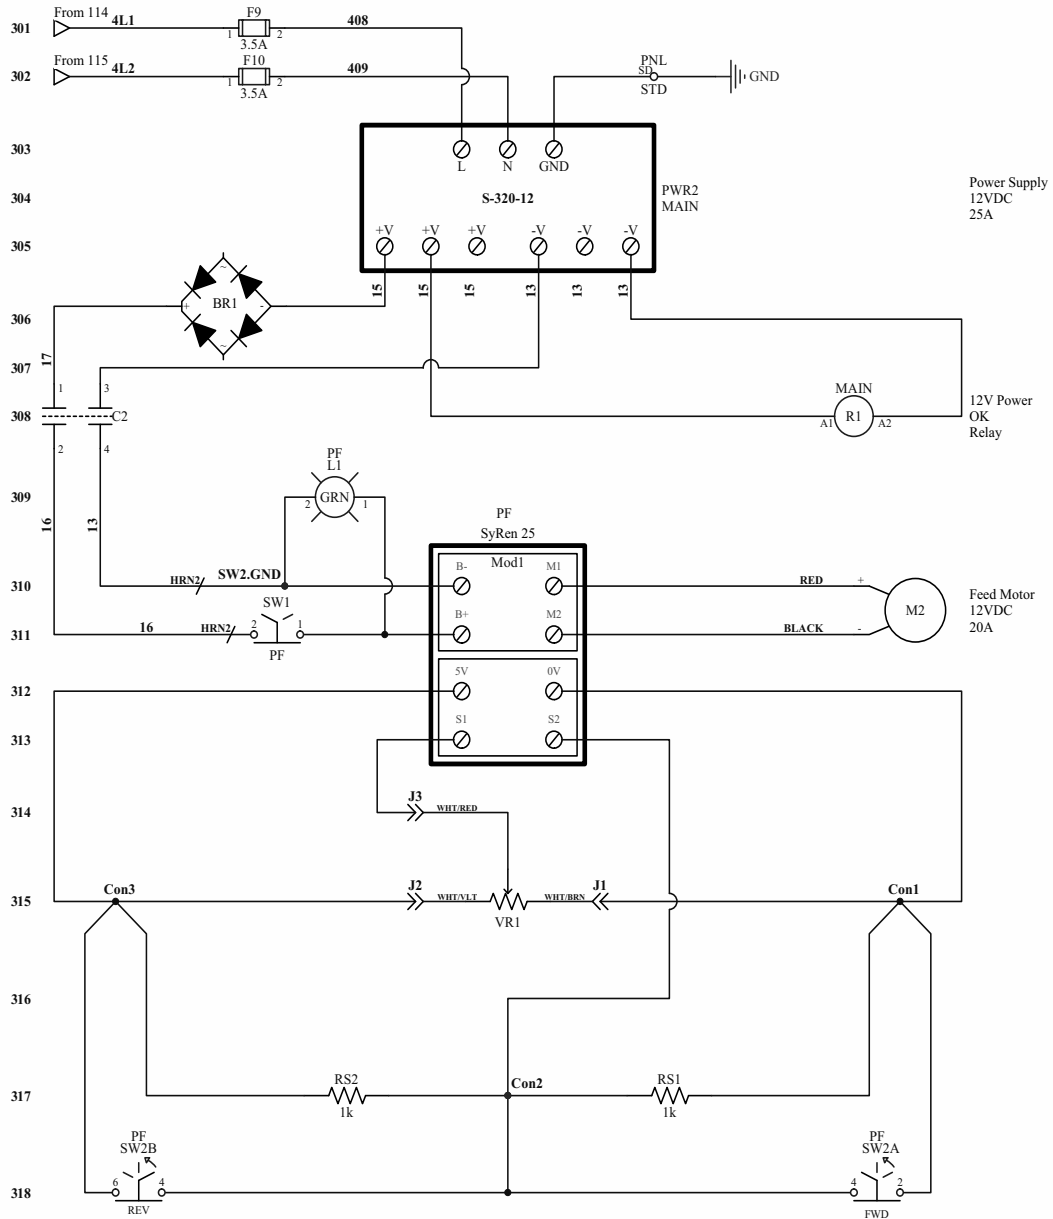 301
From 114
4L1
F9
1
2
3.5A
408
302
From 115
4L2
F10
1
2
3.5A
409
PNL
SD
STD
GND
303
L
N
GND
304
S-320-12
PWR2
MAIN
Power Supply
12VDC
25A
305
+V
+V
+V
-V
-V
-V
15
15
15
13
13
13
~
+
BR1
-
~
306
307
17
1
3
308
C2
2
4
MAIN
A1
R1
A2
12V Power
OK
Relay
309
PF
L1
2
GRN
1
16
13
PF
SyRen 25
Mod1
310
HRN2
SW2.GND
B-
M1
RED
+
M2
Feed Motor
12VDC
20A
311
16
HRN2
SW1
2
1
PF
B+
M2
BLACK
-
312
5V
0V
313
S1
S2
314
J3
WHT/RED
315
Con3
J2
WHT/VLT
VR1
WHT/BRN
J1
Con1
316
317
RS2
1k
Con2
RS1
1k
318
PF
SW2B
6
4
REV
PF
SW2A
4
2
FWD